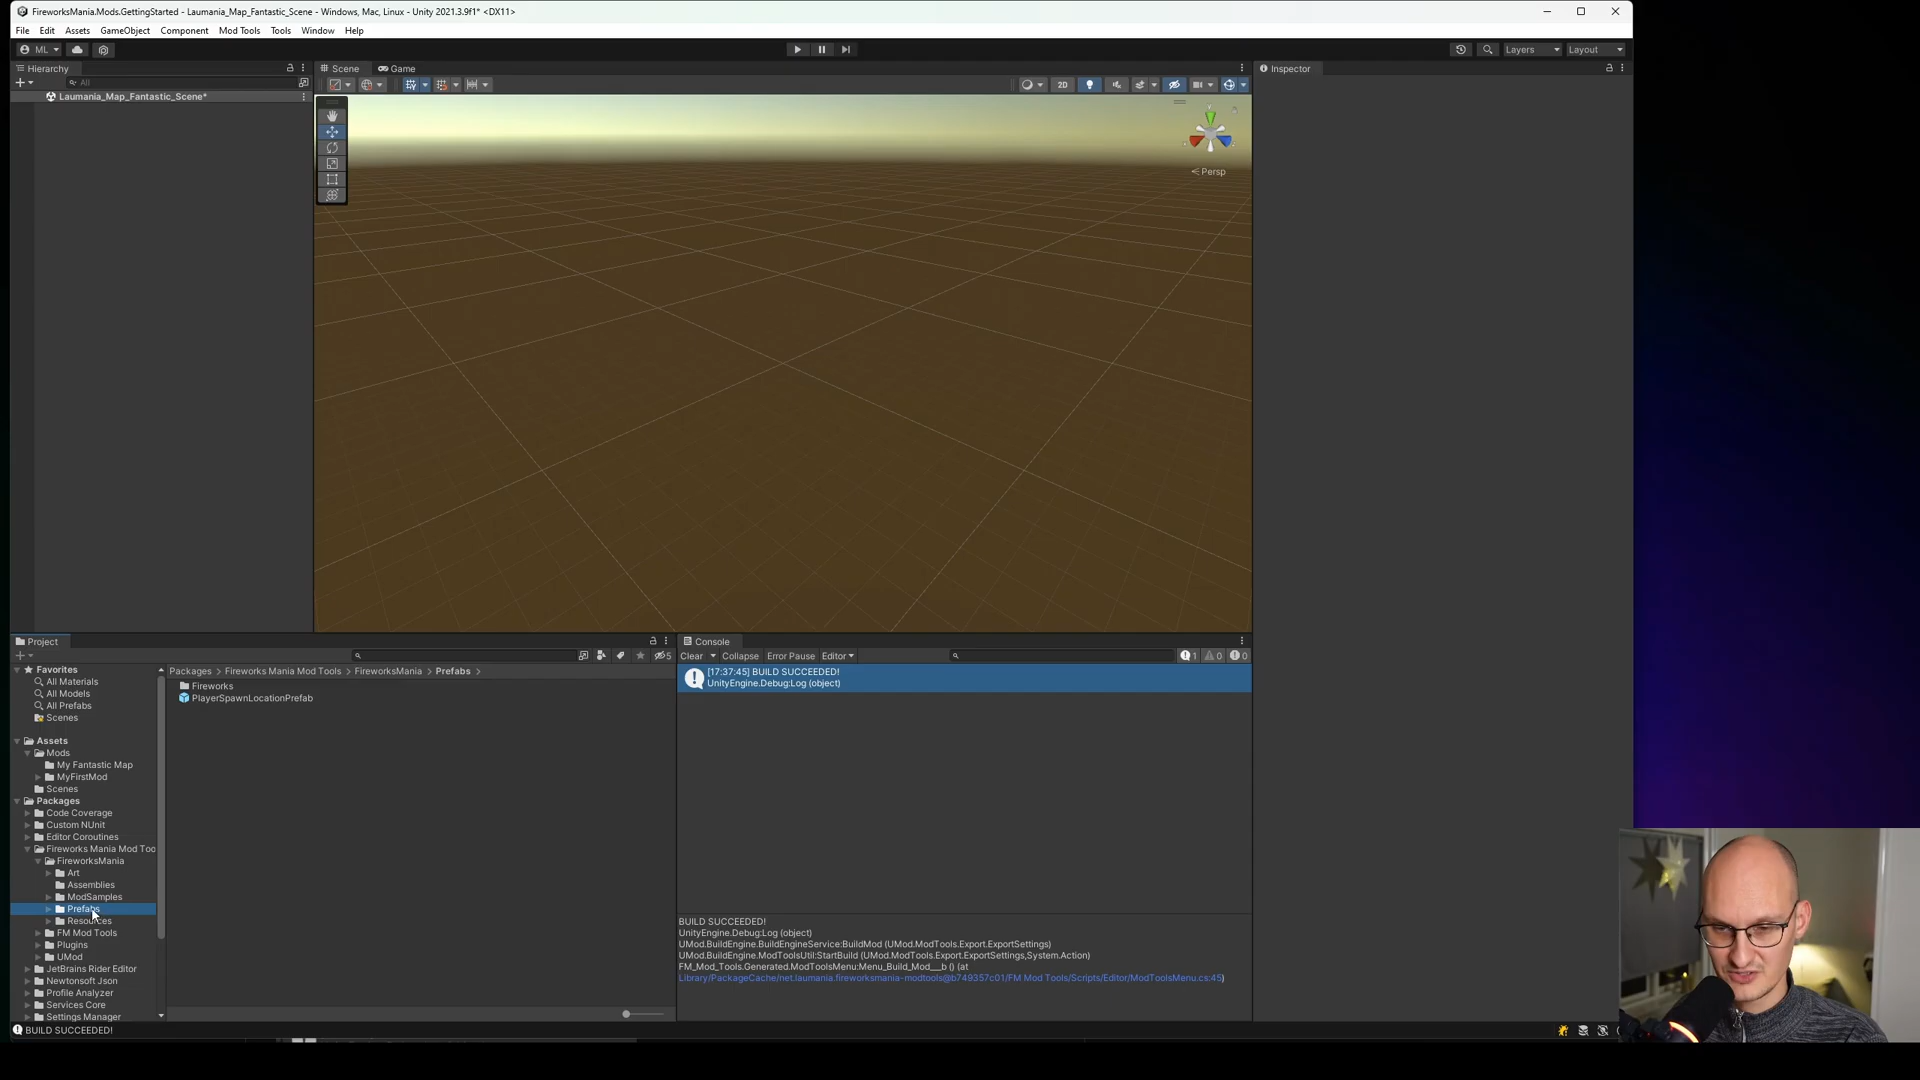 FireworksMania.Mods.GettingStarted - Laumania_Map_Fantastic_Scene - Windows, Mac, Linux - Unity 2021.3.9f1* <DX11>
File Edit Assets GameObject Component Mod Tools Tools Window Help
ML Layers Layout
Hierarchy Scene Game Inspector
All 2D
Laumania_Map_Fantastic_Scene*
y
Persp
Project Console
Clear Collapse Error Pause Editor 1 0 0
5
Favorites
All Materials
All Models
All Prefabs
Scenes
Assets
Mods
My Fantastic Map
MyFirstMod
Scenes
Packages
Code Coverage
Custom NUnit
Editor Coroutines
Fireworks Mania Mod Too
FireworksMania
Art
Assemblies
ModSamples
Prefabs
Resources
FM Mod Tools
Plugins
UMod
JetBrains Rider Editor
Newtonsoft Json
Profile Analyzer
Services Core
Settings Manager
Packages > Fireworks Mania Mod Tools > FireworksMania > Prefabs >
Fireworks
PlayerSpawnLocationPrefab
[17:37:45] BUILD SUCCEEDED!
UnityEngine.Debug:Log (object)
BUILD SUCCEEDED!
UnityEngine.Debug:Log (object)
UMod.BuildEngine.BuildEngineService:BuildMod (UMod.ModTools.Export.ExportSettings)
UMod.BuildEngine.ModToolsUtil:StartBuild (UMod.ModTools.Export.ExportSettings,System.Action)
FM_Mod_Tools.Generated.ModToolsMenu:Menu_Build_Mod__b () (at
Library/PackageCache/net.laumania.fireworksmania-modtools@b749357c01/FM Mod Tools/Scripts/Editor/ModToolsMenu.cs:45)
BUILD SUCCEEDED!